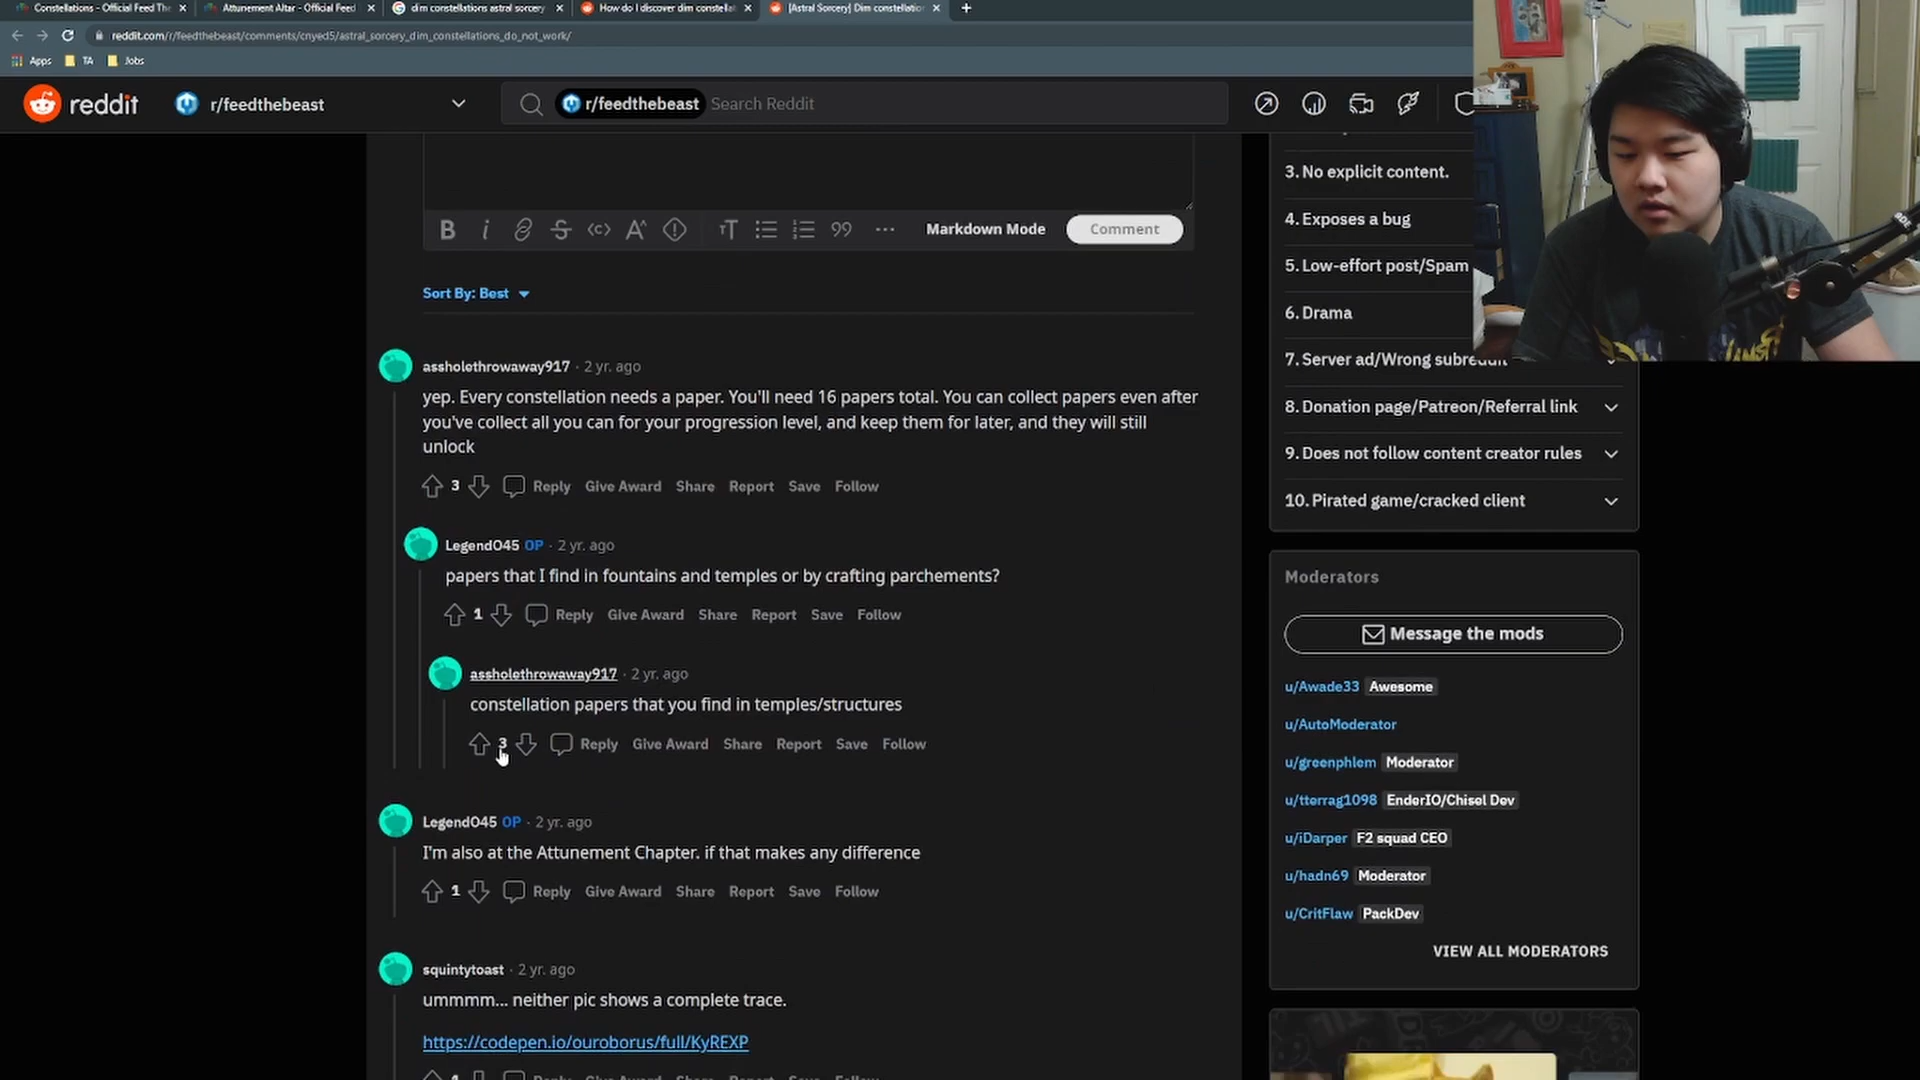 Constellations - Official Feed The
Attunement Altar - Official Feed
dim constellations astral sorcery
How do I discover dim constellat
[Astral Sorcery] Dim constellation
reddit.com/r/feedthebeast/comments/cnyed5/astral_sorcery_dim_constellations_do_not_work/
Apps TA Jobs
reddit r/feedthebeast r/feedthebeast Search Reddit
B i Markdown Mode Comment
Sort By: Best
assholethrowaway917 · 2 yr. ago
yep. Every constellation needs a paper. You'll need 16 papers total. You can collect papers even after
you've collect all you can for your progression level, and keep them for later, and they will still
unlock
3 Reply Give Award Share Report Save Follow
LegendO45 OP · 2 yr. ago
papers that I find in fountains and temples or by crafting parchements?
1 Reply Give Award Share Report Save Follow
assholethrowaway917 · 2 yr. ago
constellation papers that you find in temples/structures
3 Reply Give Award Share Report Save Follow
LegendO45 OP · 2 yr. ago
I'm also at the Attunement Chapter. if that makes any difference
1 Reply Give Award Share Report Save Follow
squintytoast · 2 yr. ago
ummmm... neither pic shows a complete trace.
https://codepen.io/ouroborus/full/KyREXP
3. No explicit content.
4. Exposes a bug
5. Low-effort post/Spam
6. Drama
7. Server ad/Wrong subreddit
8. Donation page/Patreon/Referral link
9. Does not follow content creator rules
10. Pirated game/cracked client
Moderators
Message the mods
u/Awade33 Awesome
u/AutoModerator
u/greenphlem Moderator
u/tterrag1098 EnderIO/Chisel Dev
u/iDarper F2 squad CEO
u/hadn69 Moderator
u/CritFlaw PackDev
VIEW ALL MODERATORS